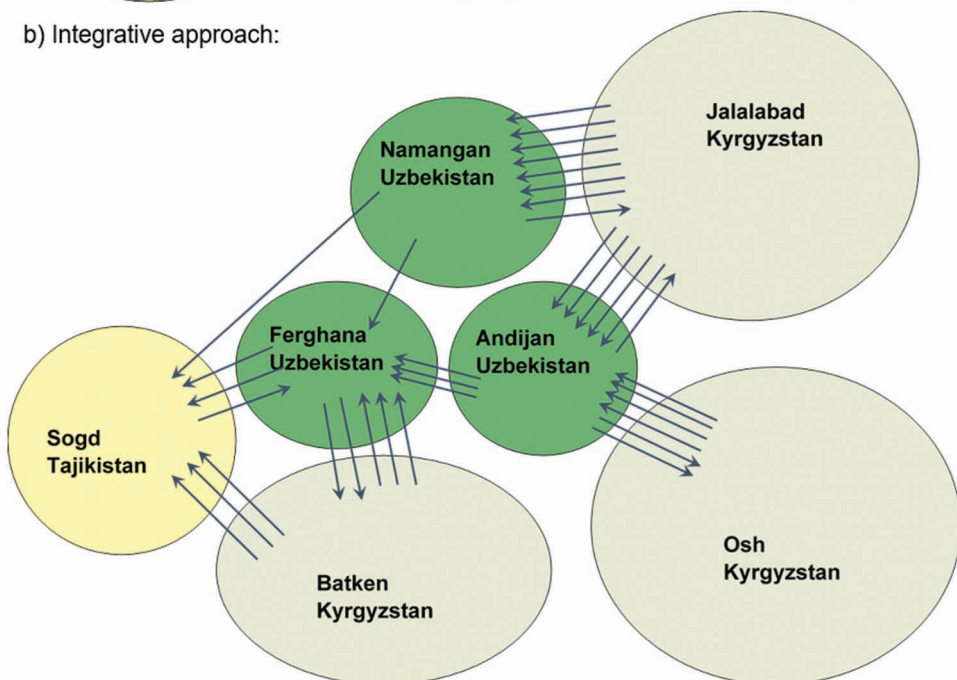 b) Integrative approach:
Jalalabad
Kyrgyzstan
Namangan
Uzbekistan
Ferghana
Uzbekistan
Andijan
Uzbekistan
Sogd
Tajikistan
Osh
Kyrgyzstan
Batken
Kyrgyzstan